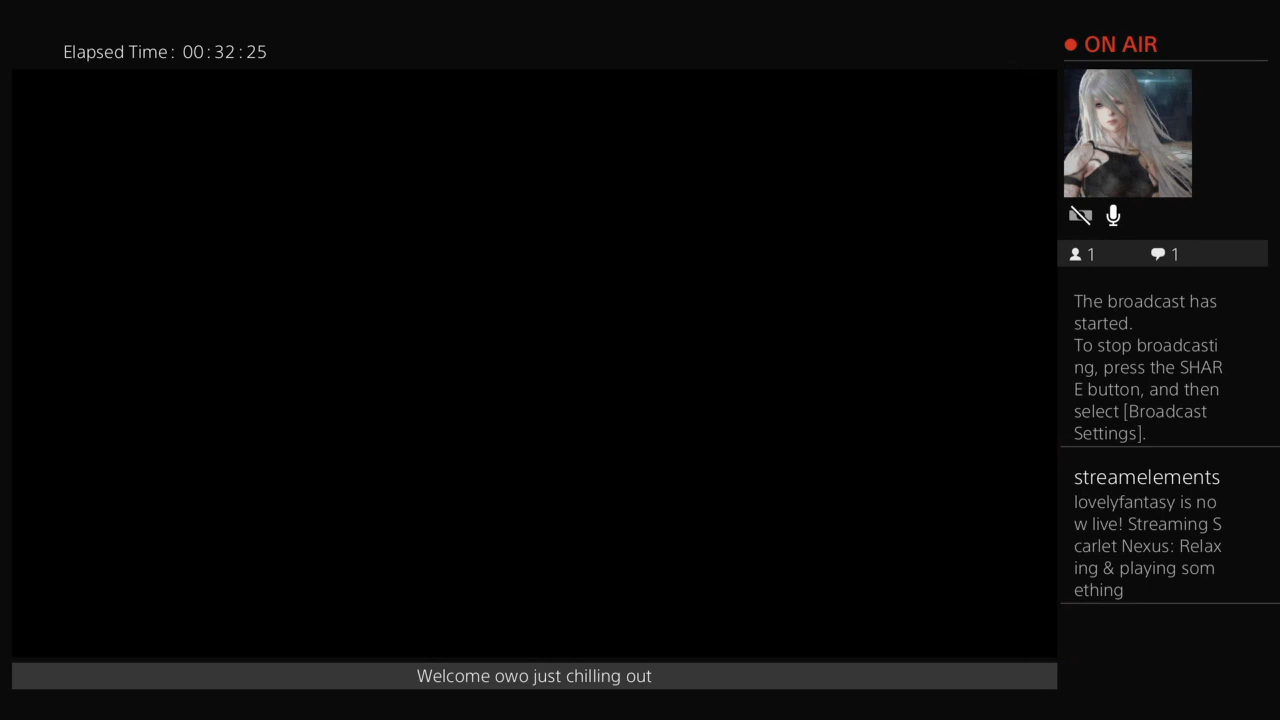 Elapsed Time: 00:32:25
ON AIR
1
1
The broadcast has
started.
To stop broadcasti
ng, press the SHAR
E button, and then
select [Broadcast
Settings].
streamelements
lovelyfantasy is no
w live! Streaming S
carlet Nexus: Relax
ing & playing som
ething
Welcome owo just chilling out